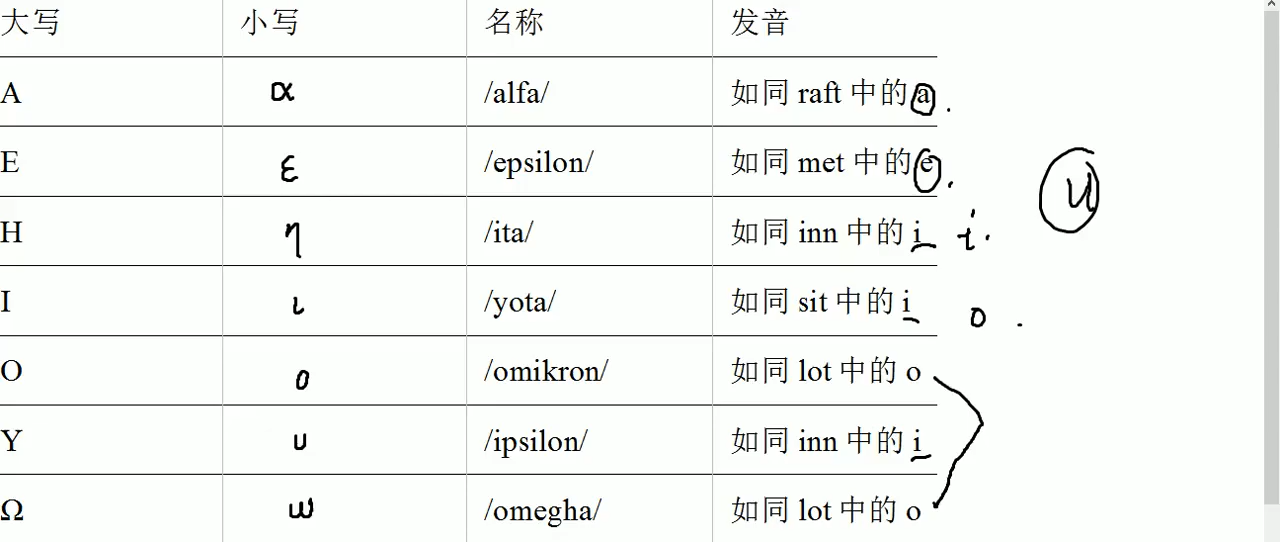 大写 小写 名称 发音
Α α /alfa/ 如同 raft 中的 a .
Ε ε /epsilon/ 如同 met 中的 e . u
Η η /ita/ 如同 inn 中的 i i .
Ι ι /yota/ 如同 sit 中的 i o .
Ο ο /omikron/ 如同 lot 中的 o
Υ υ /ipsilon/ 如同 inn 中的 i
Ω ω /omegha/ 如同 lot 中的 o